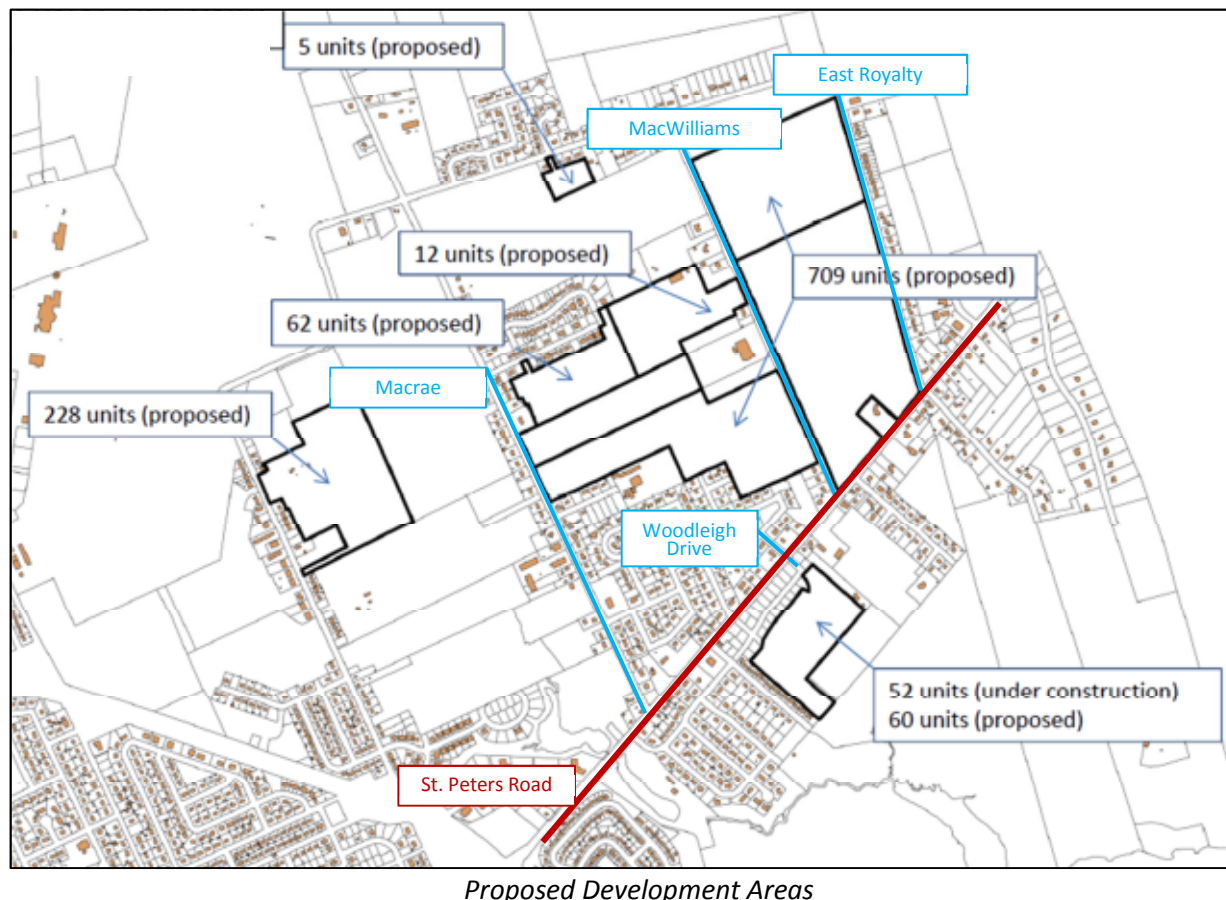 5 units (proposed)
East Royalty
MacWilliams
12 units (proposed)
709 units (proposed)
62 units (proposed)
Macrae
228 units (proposed)
Woodleigh
Drive
52 units (under construction)
60 units (proposed)
St. Peters Road
Proposed Development Areas